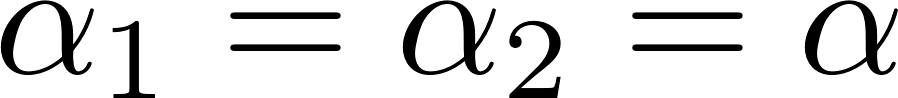 α₁ = α₂ = α